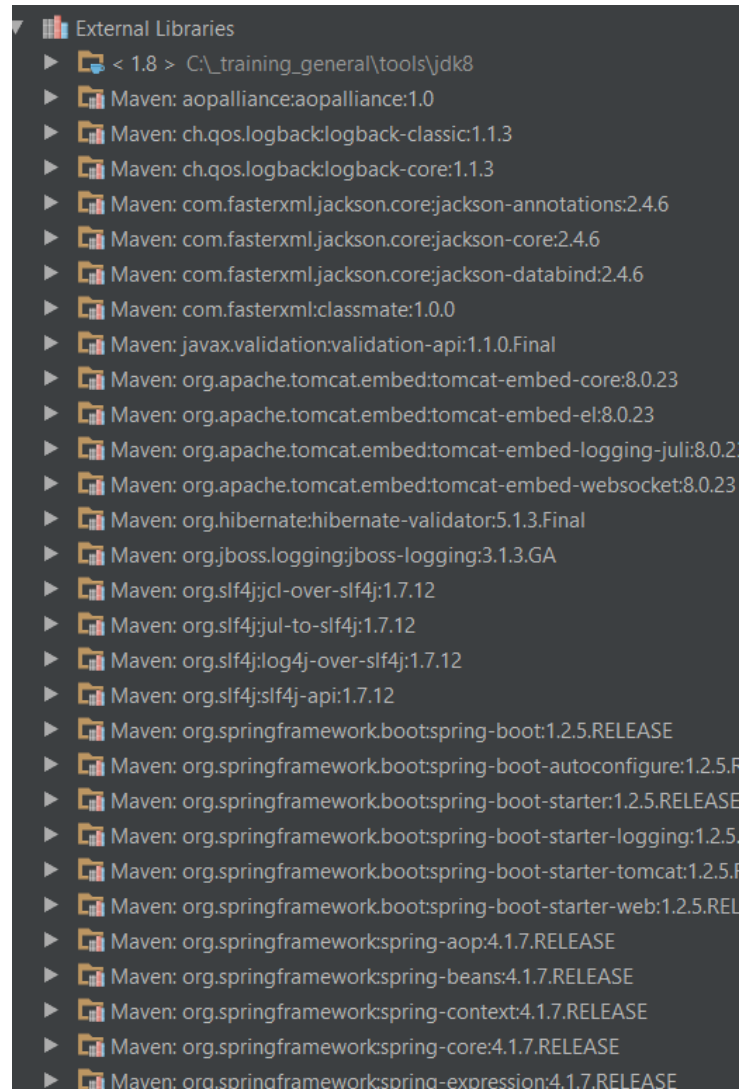 External Libraries
< 1.8 > C:\_training_general\tools\jdk8
Maven: aopalliance:aopalliance:1.0
Maven: ch.qos.logback:logback-classic:1.1.3
Maven: ch.qos.logback:logback-core:1.1.3
Maven: com.fasterxml.jackson.core:jackson-annotations:2.4.6
Maven: com.fasterxml.jackson.core:jackson-core:2.4.6
Maven: com.fasterxml.jackson.core:jackson-databind:2.4.6
Maven: com.fasterxml:classmate:1.0.0
Maven: javax.validation:validation-api:1.1.0.Final
Maven: org.apache.tomcat.embed:tomcat-embed-core:8.0.23
Maven: org.apache.tomcat.embed:tomcat-embed-el:8.0.23
Maven: org.apache.tomcat.embed:tomcat-embed-logging-juli:8.0.23
Maven: org.apache.tomcat.embed:tomcat-embed-websocket:8.0.23
Maven: org.hibernate:hibernate-validator:5.1.3.Final
Maven: org.jboss.logging:jboss-logging:3.1.3.GA
Maven: org.slf4j:jcl-over-slf4j:1.7.12
Maven: org.slf4j:jul-to-slf4j:1.7.12
Maven: org.slf4j:log4j-over-slf4j:1.7.12
Maven: org.slf4j:slf4j-api:1.7.12
Maven: org.springframework.boot:spring-boot:1.2.5.RELEASE
Maven: org.springframework.boot:spring-boot-autoconfigure:1.2.5.R
Maven: org.springframework.boot:spring-boot-starter:1.2.5.RELEASE
Maven: org.springframework.boot:spring-boot-starter-logging:1.2.5.
Maven: org.springframework.boot:spring-boot-starter-tomcat:1.2.5.R
Maven: org.springframework.boot:spring-boot-starter-web:1.2.5.REL
Maven: org.springframework:spring-aop:4.1.7.RELEASE
Maven: org.springframework:spring-beans:4.1.7.RELEASE
Maven: org.springframework:spring-context:4.1.7.RELEASE
Maven: org.springframework:spring-core:4.1.7.RELEASE
Maven: org.springframework:spring-expression:4.1.7.RELEASE